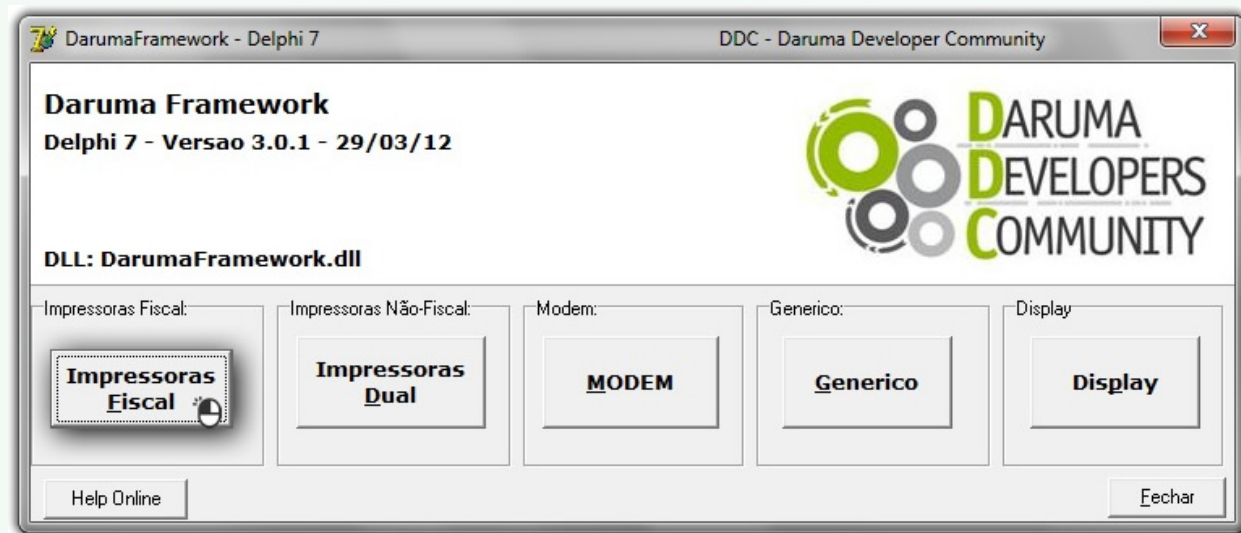 DarumaFramework - Delphi 7 DDC - Daruma Developer Community
Daruma Framework
Delphi 7 - Versao 3.0.1 - 29/03/12
DLL: DarumaFramework.dll
DARUMA
DEVELOPERS
COMMUNITY
Impressoras Fiscal:
Impressoras
Fiscal
Impressoras Não-Fiscal:
Impressoras
Dual
Modem:
MODEM
Generico:
Generico
Display
Display
Help Online
Fechar